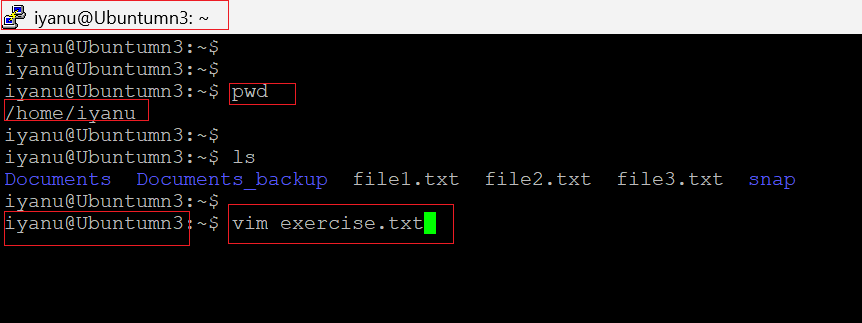 iyanu@Ubuntumn3: ~
iyanu@Ubuntumn3:~$
iyanu@Ubuntumn3:~$
iyanu@Ubuntumn3:~$ pwd
/home/iyanu
iyanu@Ubuntumn3:~$
iyanu@Ubuntumn3:~$ ls
Documents  Documents_backup  file1.txt  file2.txt  file3.txt  snap
iyanu@Ubuntumn3:~$
iyanu@Ubuntumn3:~$ vim exercise.txt